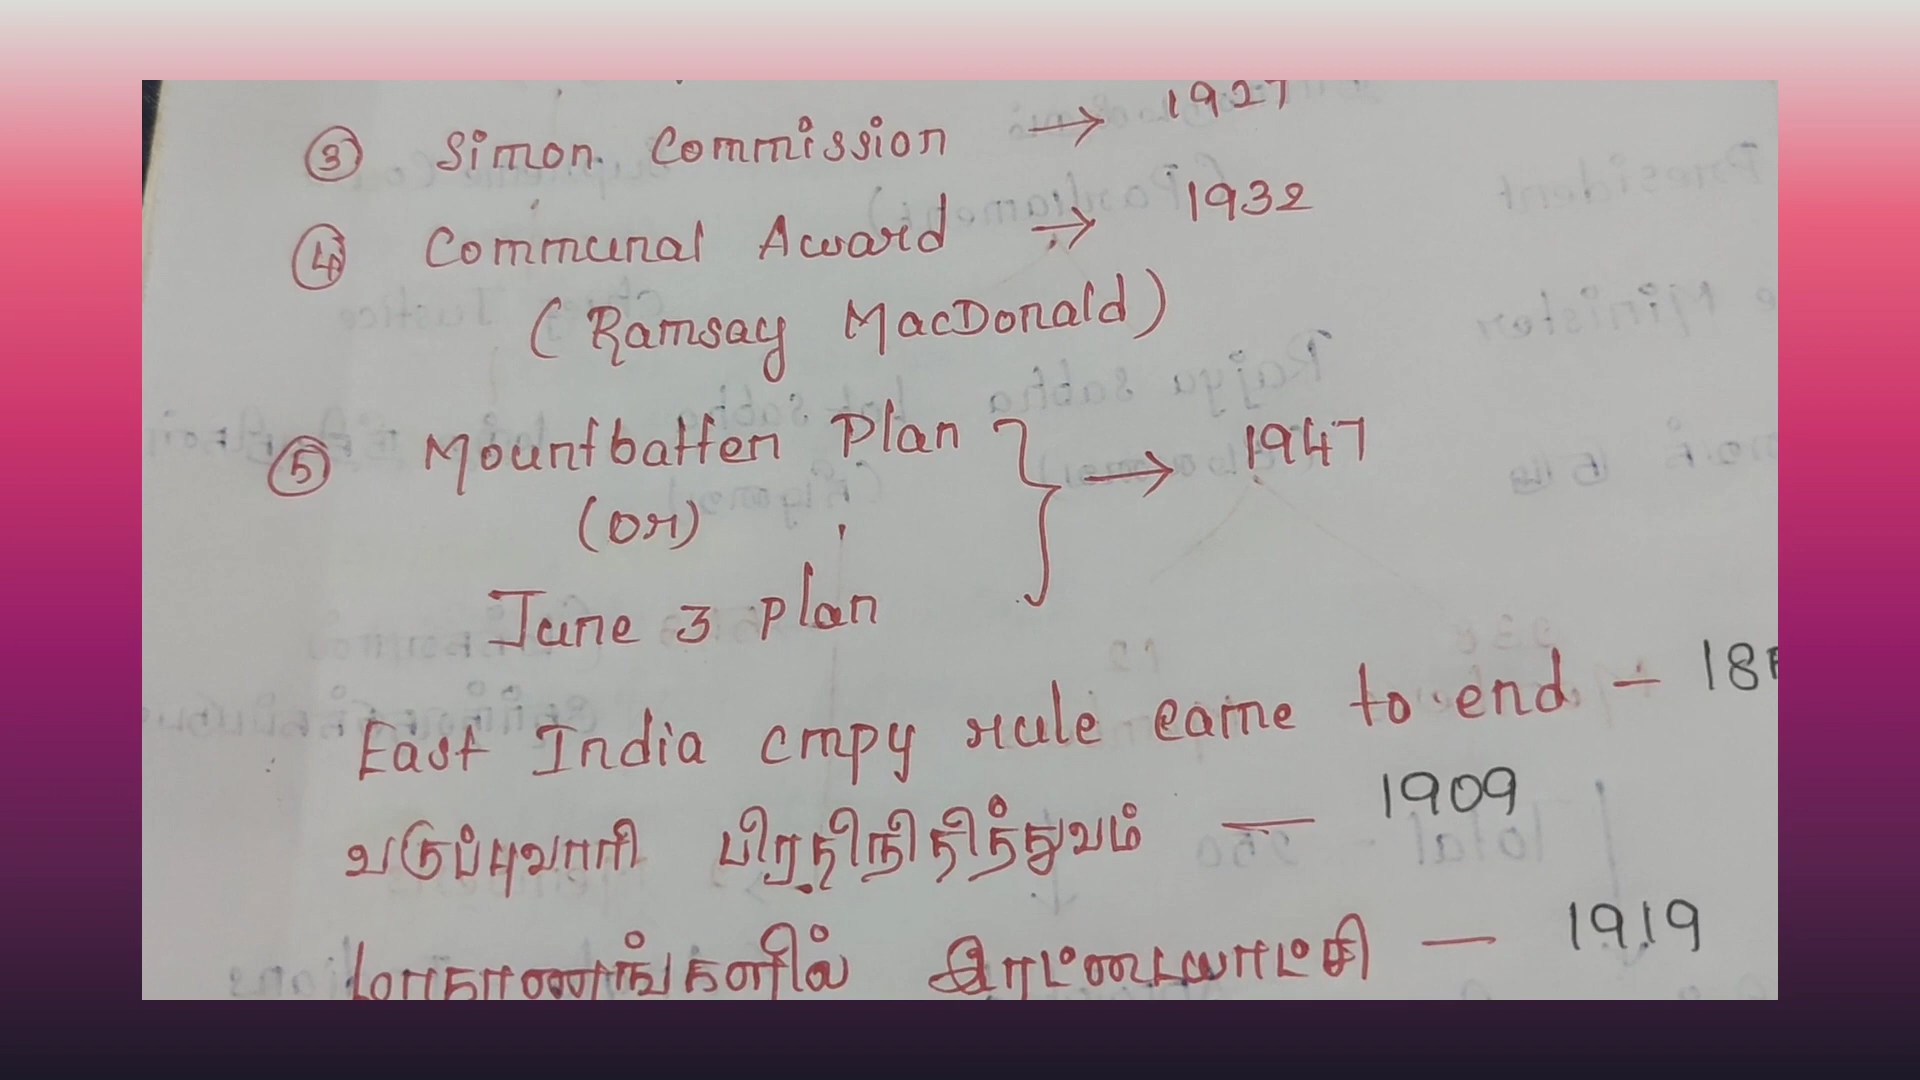 ③ Simon Commission → 1927
④ Communal Award → 1932
(Ramsay MacDonald)
⑤ Mountbatten Plan } → 1947
(or)
June 3 Plan
East India cmpy rule came to end – 18
வகுப்புவாரி பிரதிநிதித்துவம் — 1909
மாகாணங்களில் இரட்டையாட்சி — 1919